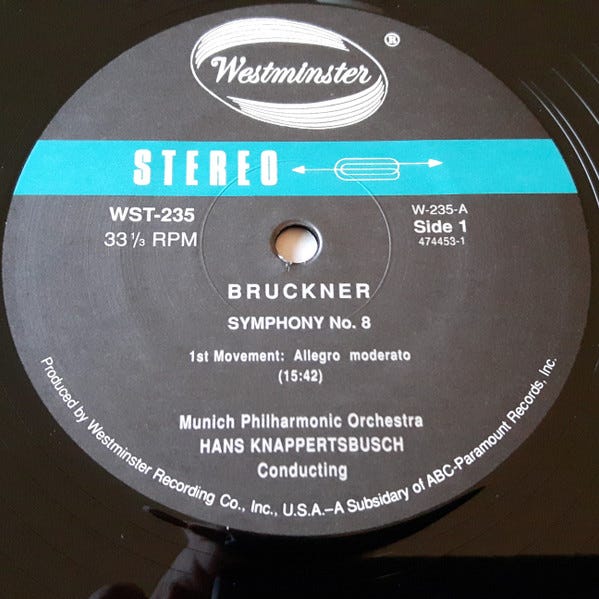 Westminster ®
STEREO
WST-235
33 1/3 RPM
W-235-A
Side 1
474453-1
BRUCKNER
SYMPHONY No. 8
1st Movement: Allegro moderato
(15:42)
Munich Philharmonic Orchestra
HANS KNAPPERTSBUSCH
Conducting
Produced by Westminster Recording Co., Inc., U.S.A.–A Subsidary of ABC-Paramount Records, Inc.